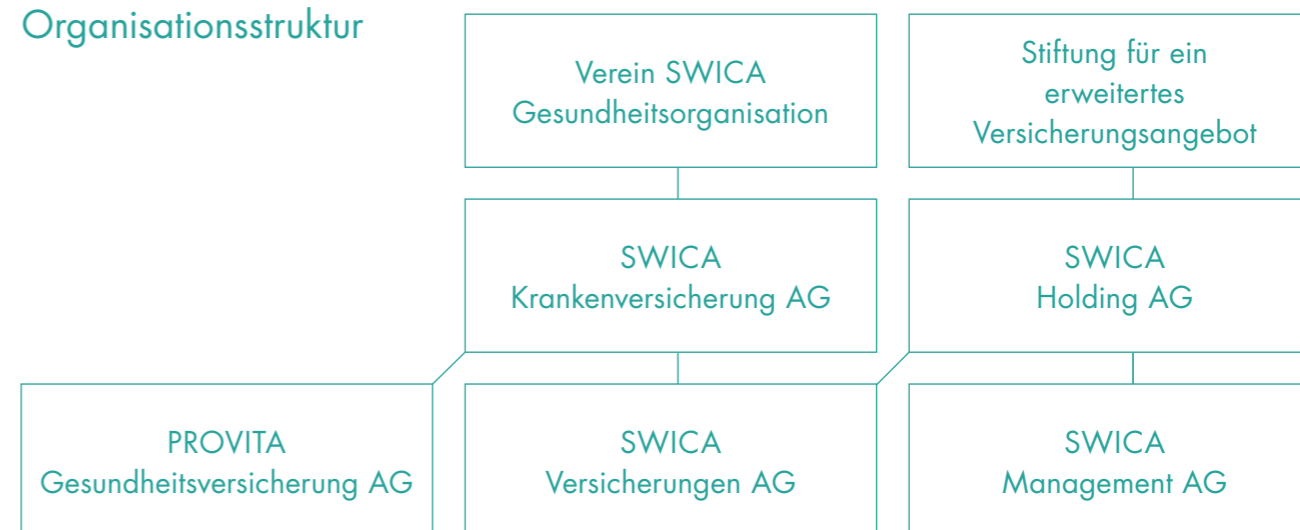 Organisationsstruktur
Verein SWICA
Gesundheitsorganisation
Stiftung für ein
erweitertes
Versicherungsangebot
SWICA
Krankenversicherung AG
SWICA
Holding AG
PROVITA
Gesundheitsversicherung AG
SWICA
Versicherungen AG
SWICA
Management AG